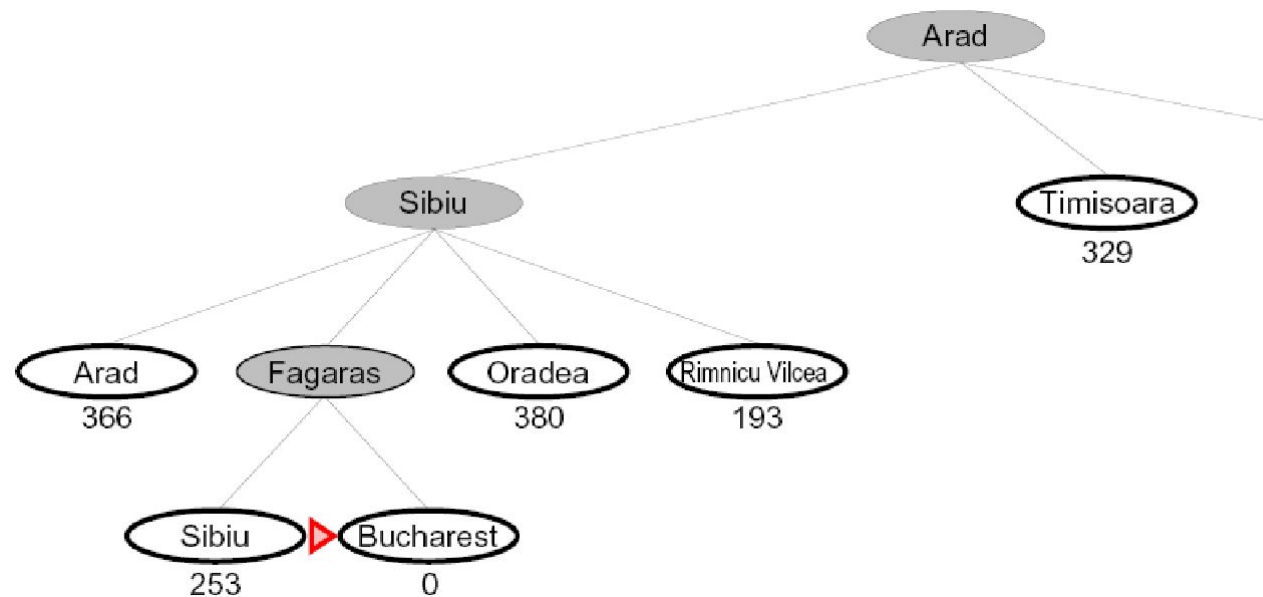 Arad
Sibiu
Timisoara
329
Arad
Fagaras
Oradea
Rimnicu Vilcea
366
380
193
Sibiu
Bucharest
253
0